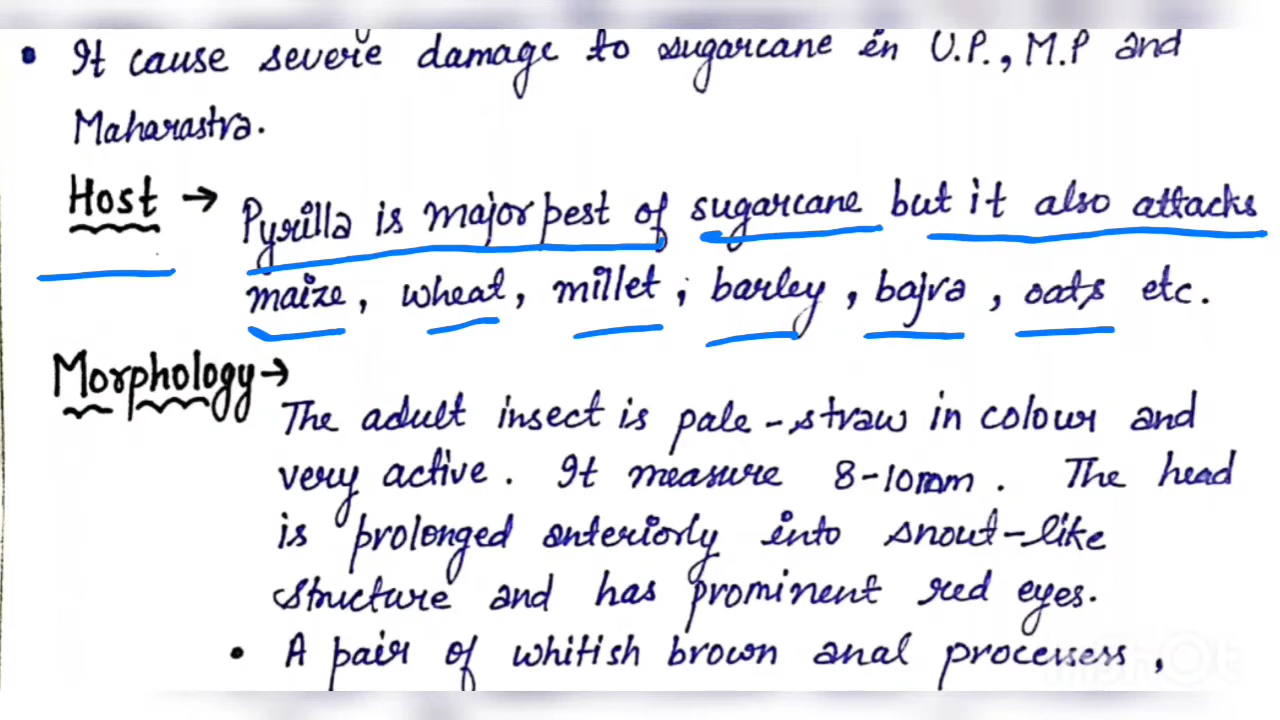 • It cause severe damage to sugarcane in U.P., M.P and
Maharastra.
Host → Pyrilla is major pest of sugarcane but it also attacks
maize, wheat, millet, barley, bajra, oats etc.
Morphology →
The adult insect is pale-straw in colour and
very active. It measure 8-10mm. The head
is prolonged anteriorly into snout-like
structure and has prominent red eyes.
• A pair of whitish brown anal processess,